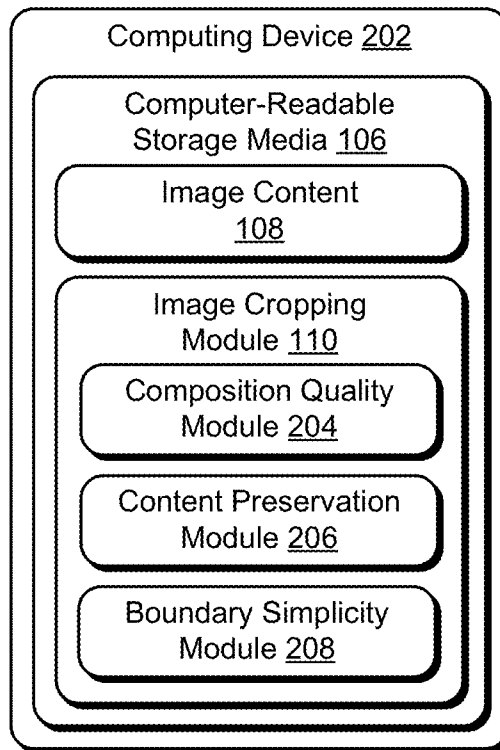 Computing Device 202
Computer-Readable
Storage Media 106
Image Content
108
Image Cropping
Module 110
Composition Quality
Module 204
Content Preservation
Module 206
Boundary Simplicity
Module 208